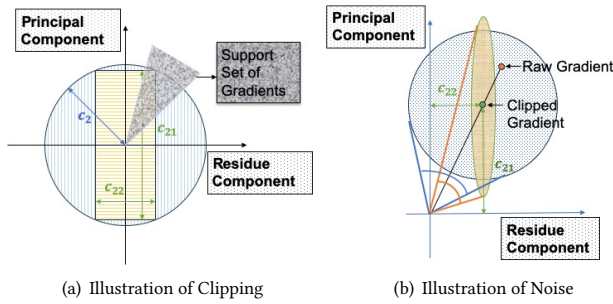 Principal
Component
Support
Set of
Gradients
c₂
c₂₁
c₂₂
Residue
Component
(a) Illustration of Clipping
Principal
Component
Raw Gradient
c₂₂
Clipped
Gradient
c₂₁
Residue
Component
(b) Illustration of Noise